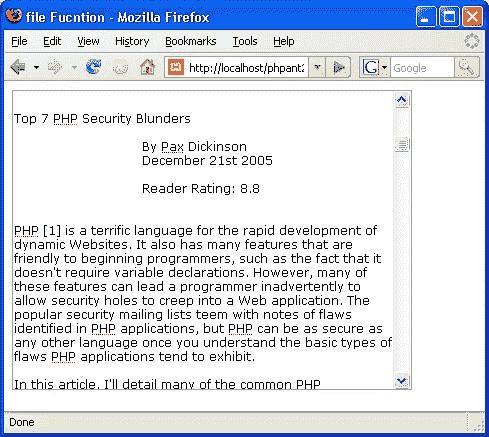 file Fucntion - Mozilla Firefox
File Edit View History Bookmarks Tools Help
http://localhost/phpant2
Google
Top 7 PHP Security Blunders
By Pax Dickinson
December 21st 2005
Reader Rating: 8.8
PHP [1] is a terrific language for the rapid development of
dynamic Websites. It also has many features that are
friendly to beginning programmers, such as the fact that it
doesn't require variable declarations. However, many of
these features can lead a programmer inadvertently to
allow security holes to creep into a Web application. The
popular security mailing lists teem with notes of flaws
identified in PHP applications, but PHP can be as secure as
any other language once you understand the basic types of
flaws PHP applications tend to exhibit.
In this article, I'll detail many of the common PHP
Done